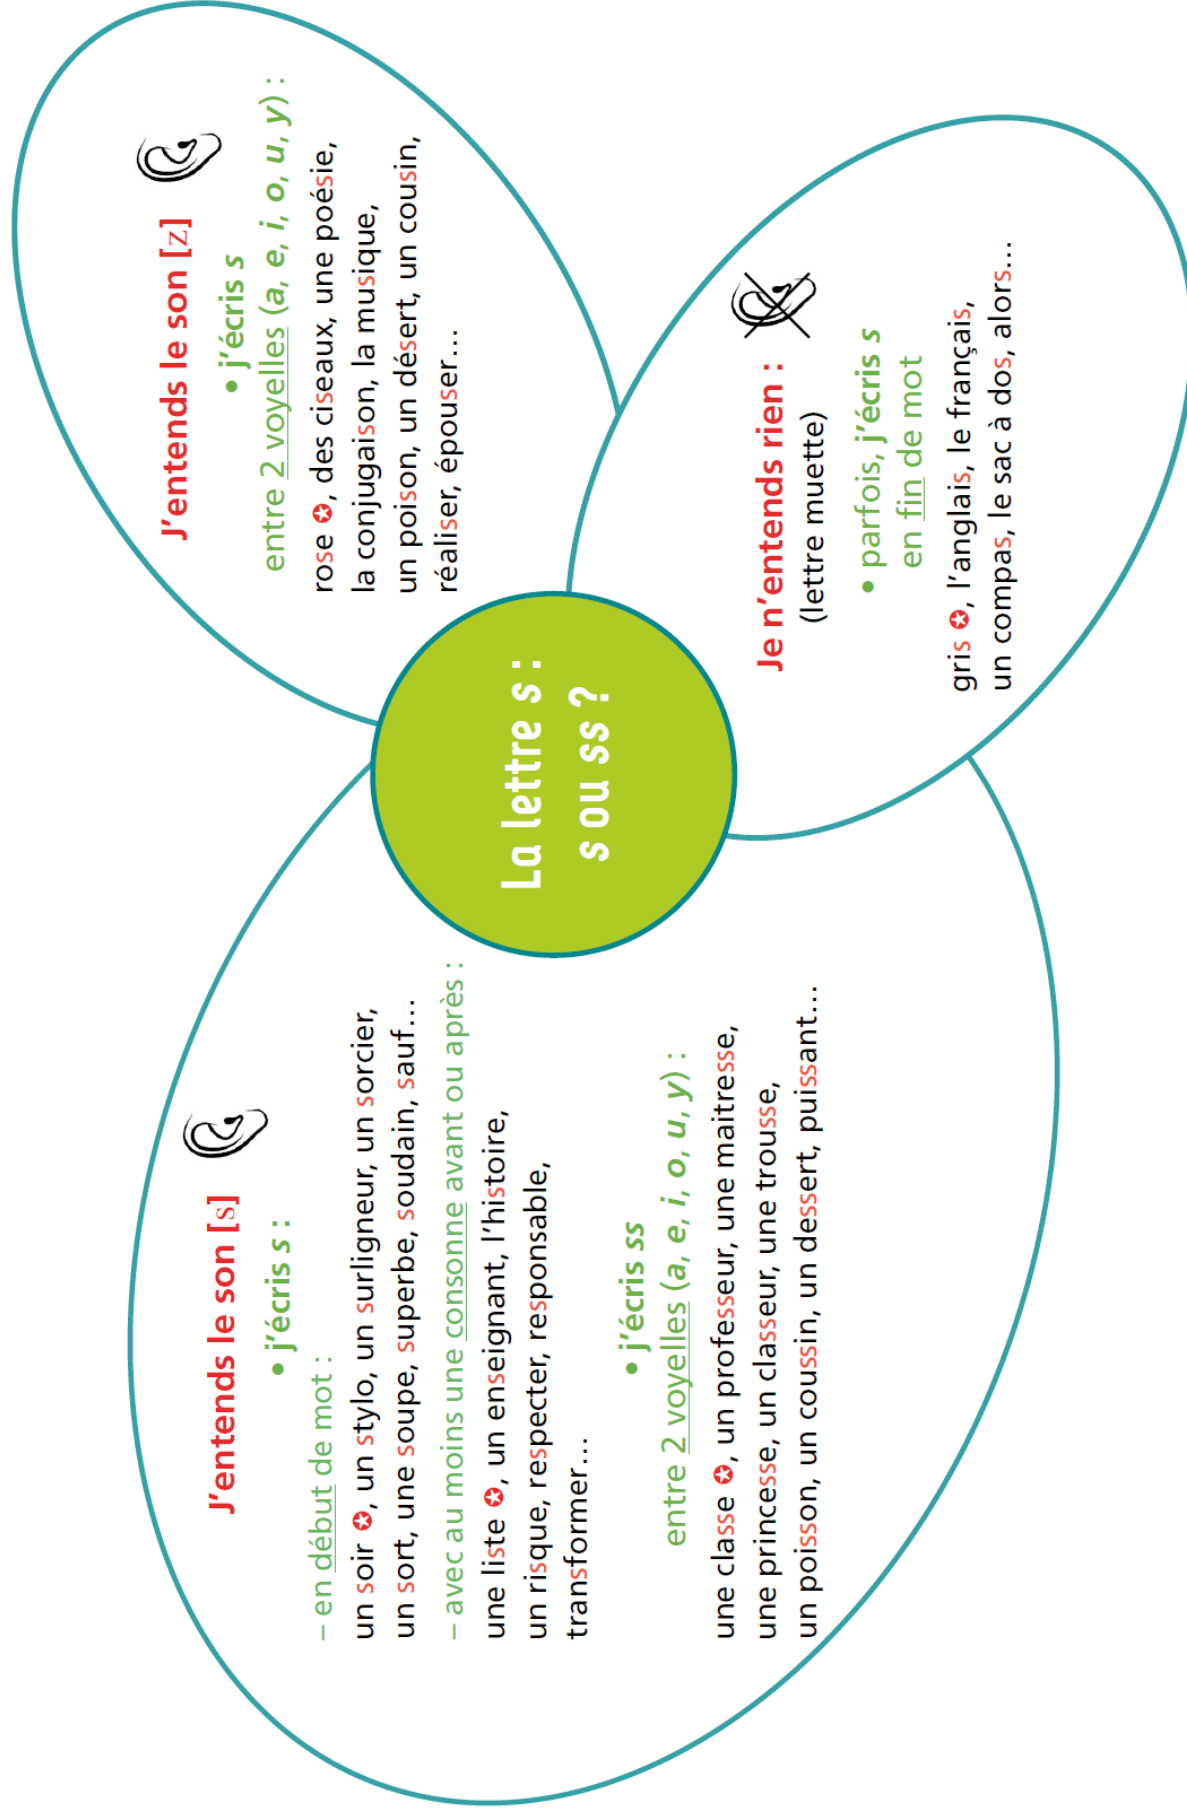 La lettre s :
s ou ss ?
J'entends le son [s]
• j'écris s :
– en début de mot :
un soir ✪, un stylo, un surligneur, un sorcier,
un sort, une soupe, superbe, soudain, sauf…
– avec au moins une consonne avant ou après :
une liste ✪, un enseignant, l'histoire,
un risque, respecter, responsable,
transformer…
• j'écris ss
entre 2 voyelles (a, e, i, o, u, y) :
une classe ✪, un professeur, une maitresse,
une princesse, un classeur, une trousse,
un poisson, un coussin, un dessert, puissant…
J'entends le son [z]
• j'écris s
entre 2 voyelles (a, e, i, o, u, y) :
rose ✪, des ciseaux, une poésie,
la conjugaison, la musique,
un poison, un désert, un cousin,
réaliser, épouser…
Je n'entends rien :
(lettre muette)
• parfois, j'écris s
en fin de mot
gris ✪, l'anglais, le français,
un compas, le sac à dos, alors…